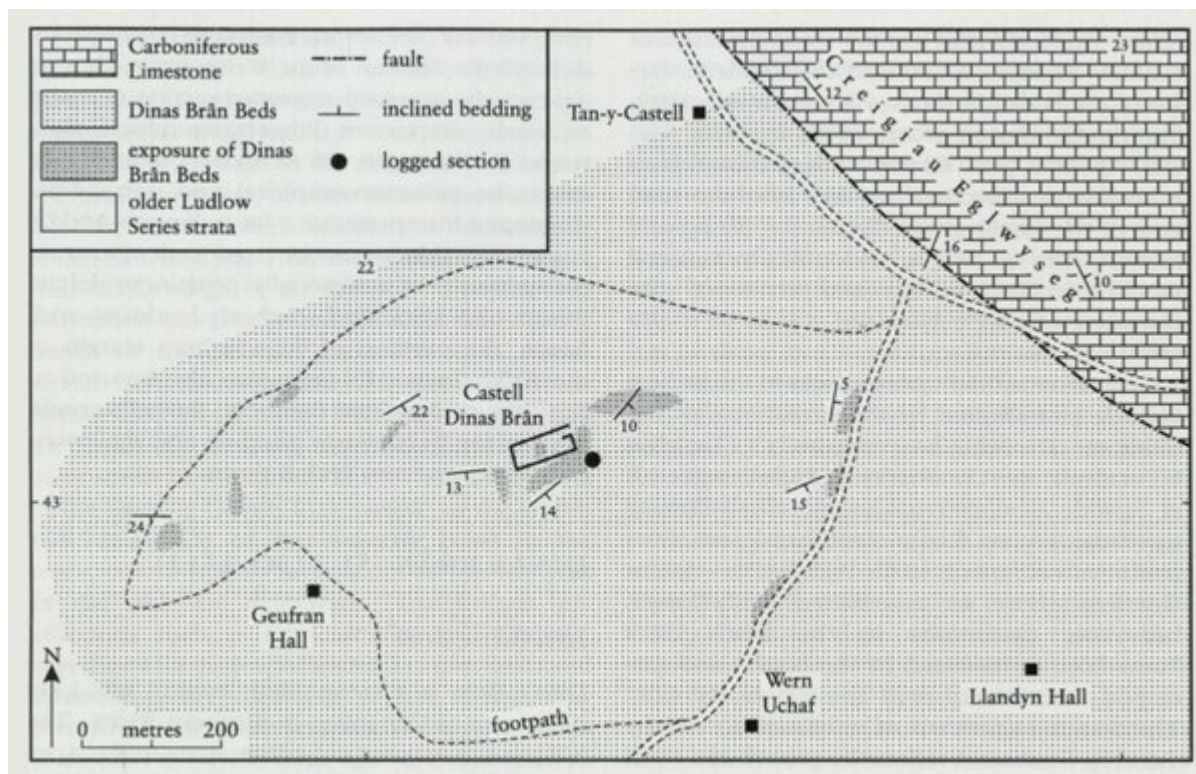 Carboniferous
Limestone
Dinas Brân Beds
exposure of Dinas
Brân Beds
older Ludlow
Series strata
fault
inclined bedding
logged section
23
Creigiau Eglwyseg
12
Tan-y-Castell
16
10
22
Castell
Dinas Brân
22
10
5
13
14
15
43
24
Geufran
Hall
N
0 metres 200
footpath
Wern
Uchaf
Llandyn Hall